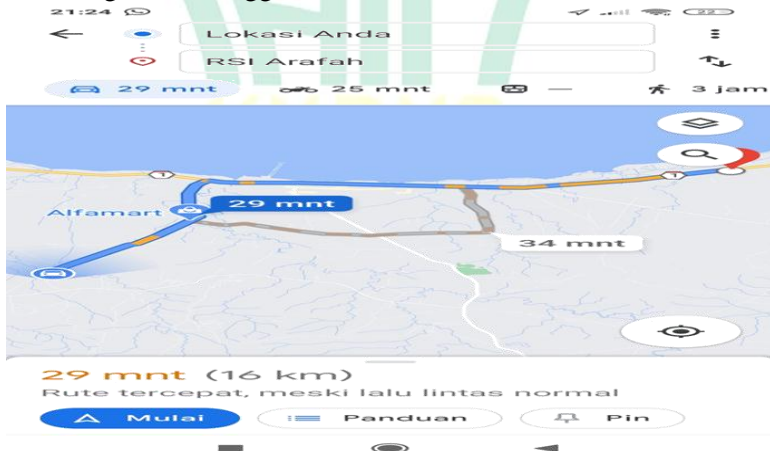 21:24 22
Lokasi Anda
RSI Arafah
29 mnt 25 mnt — 3 jam
1
1
Alfamart 29 mnt
34 mnt
29 mnt (16 km)
Rute tercepat, meski lalu lintas normal
Mulai Panduan Pin